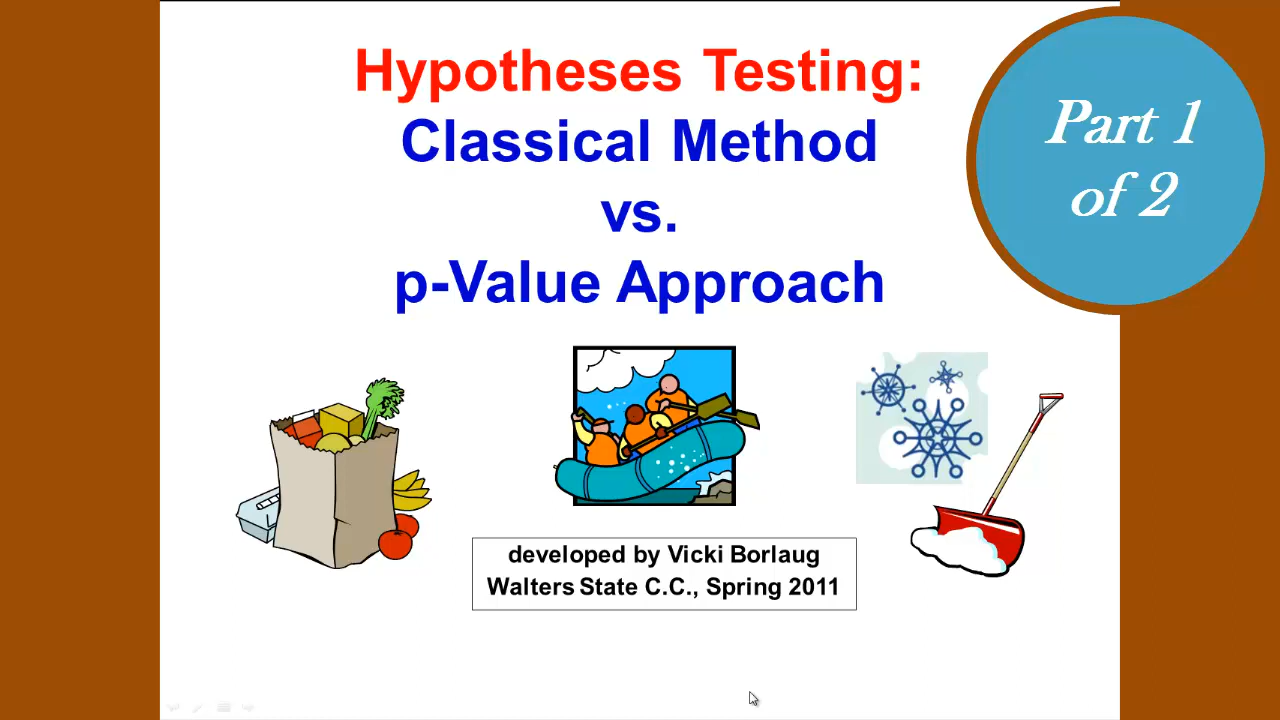 Hypotheses Testing:
Classical Method
vs.
p-Value Approach
Part 1
of 2
developed by Vicki Borlaug
Walters State C.C., Spring 2011